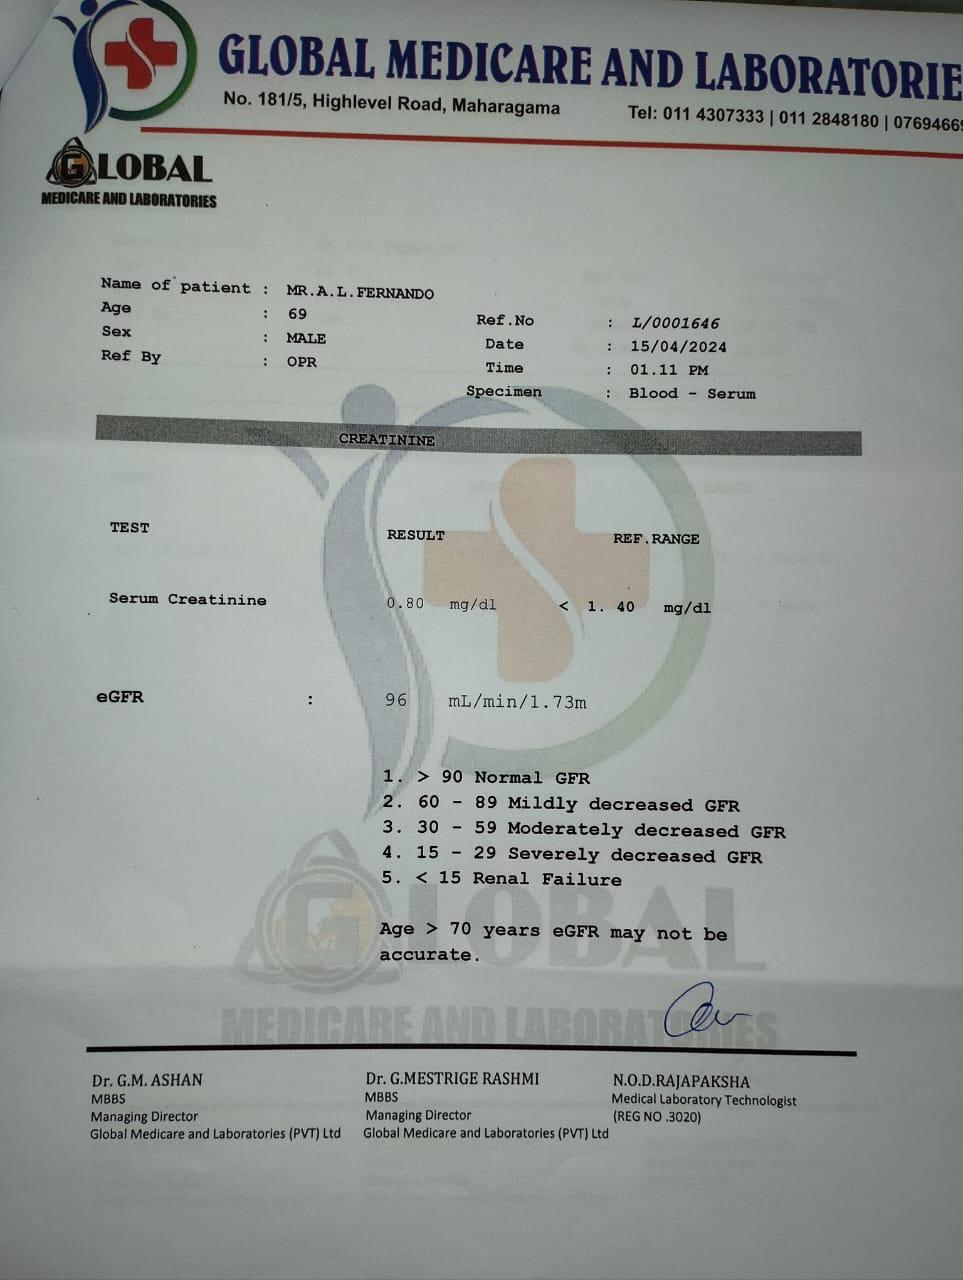 GLOBAL MEDICARE AND LABORATORIE
No. 181/5, Highlevel Road, Maharagama Tel: 011 4307333 | 011 2848180 | 0769466
GLOBAL
MEDICARE AND LABORATORIES
Name of patient : MR.A.L.FERNANDO
Age : 69
Sex : MALE
Ref By : OPR
Ref.No : L/0001646
Date : 15/04/2024
Time : 01.11 PM
Specimen : Blood - Serum
CREATININE
TEST RESULT REF.RANGE
Serum Creatinine 0.80 mg/dl < 1. 40 mg/dl
eGFR : 96 mL/min/1.73m
1. > 90 Normal GFR
2. 60 - 89 Mildly decreased GFR
3. 30 - 59 Moderately decreased GFR
4. 15 - 29 Severely decreased GFR
5. < 15 Renal Failure
Age > 70 years eGFR may not be
accurate.
GLOBAL
MEDICARE AND LABORATORIES
Dr. G.M. ASHAN
MBBS
Managing Director
Global Medicare and Laboratories (PVT) Ltd
Dr. G.MESTRIGE RASHMI
MBBS
Managing Director
Global Medicare and Laboratories (PVT) Ltd
N.O.D.RAJAPAKSHA
Medical Laboratory Technologist
(REG NO .3020)